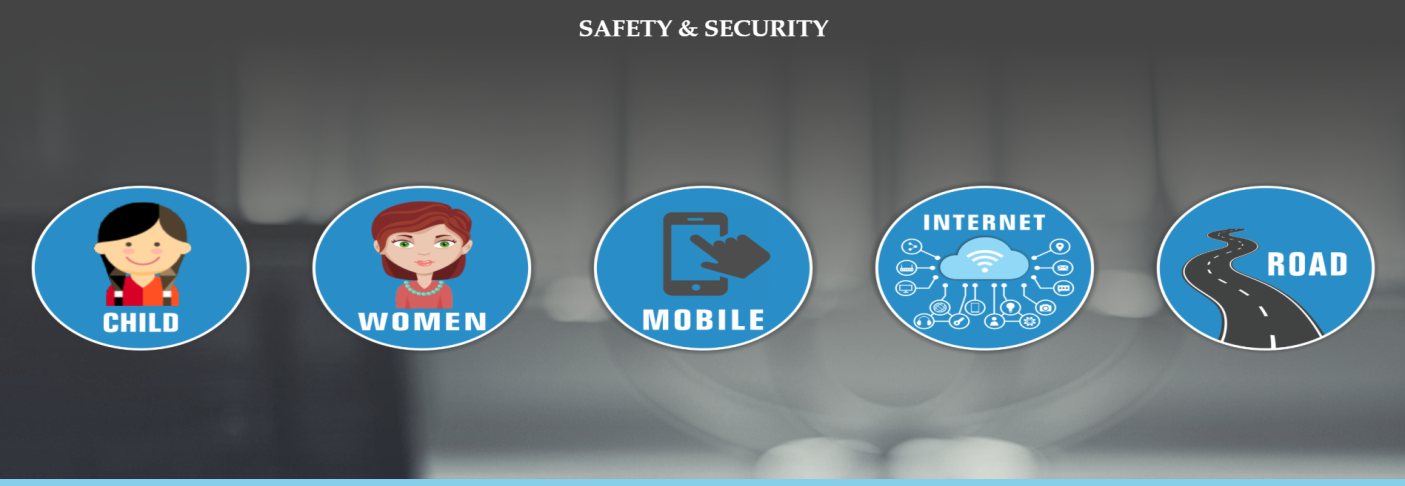 SAFETY & SECURITY
CHILD
WOMEN
MOBILE
INTERNET
ROAD